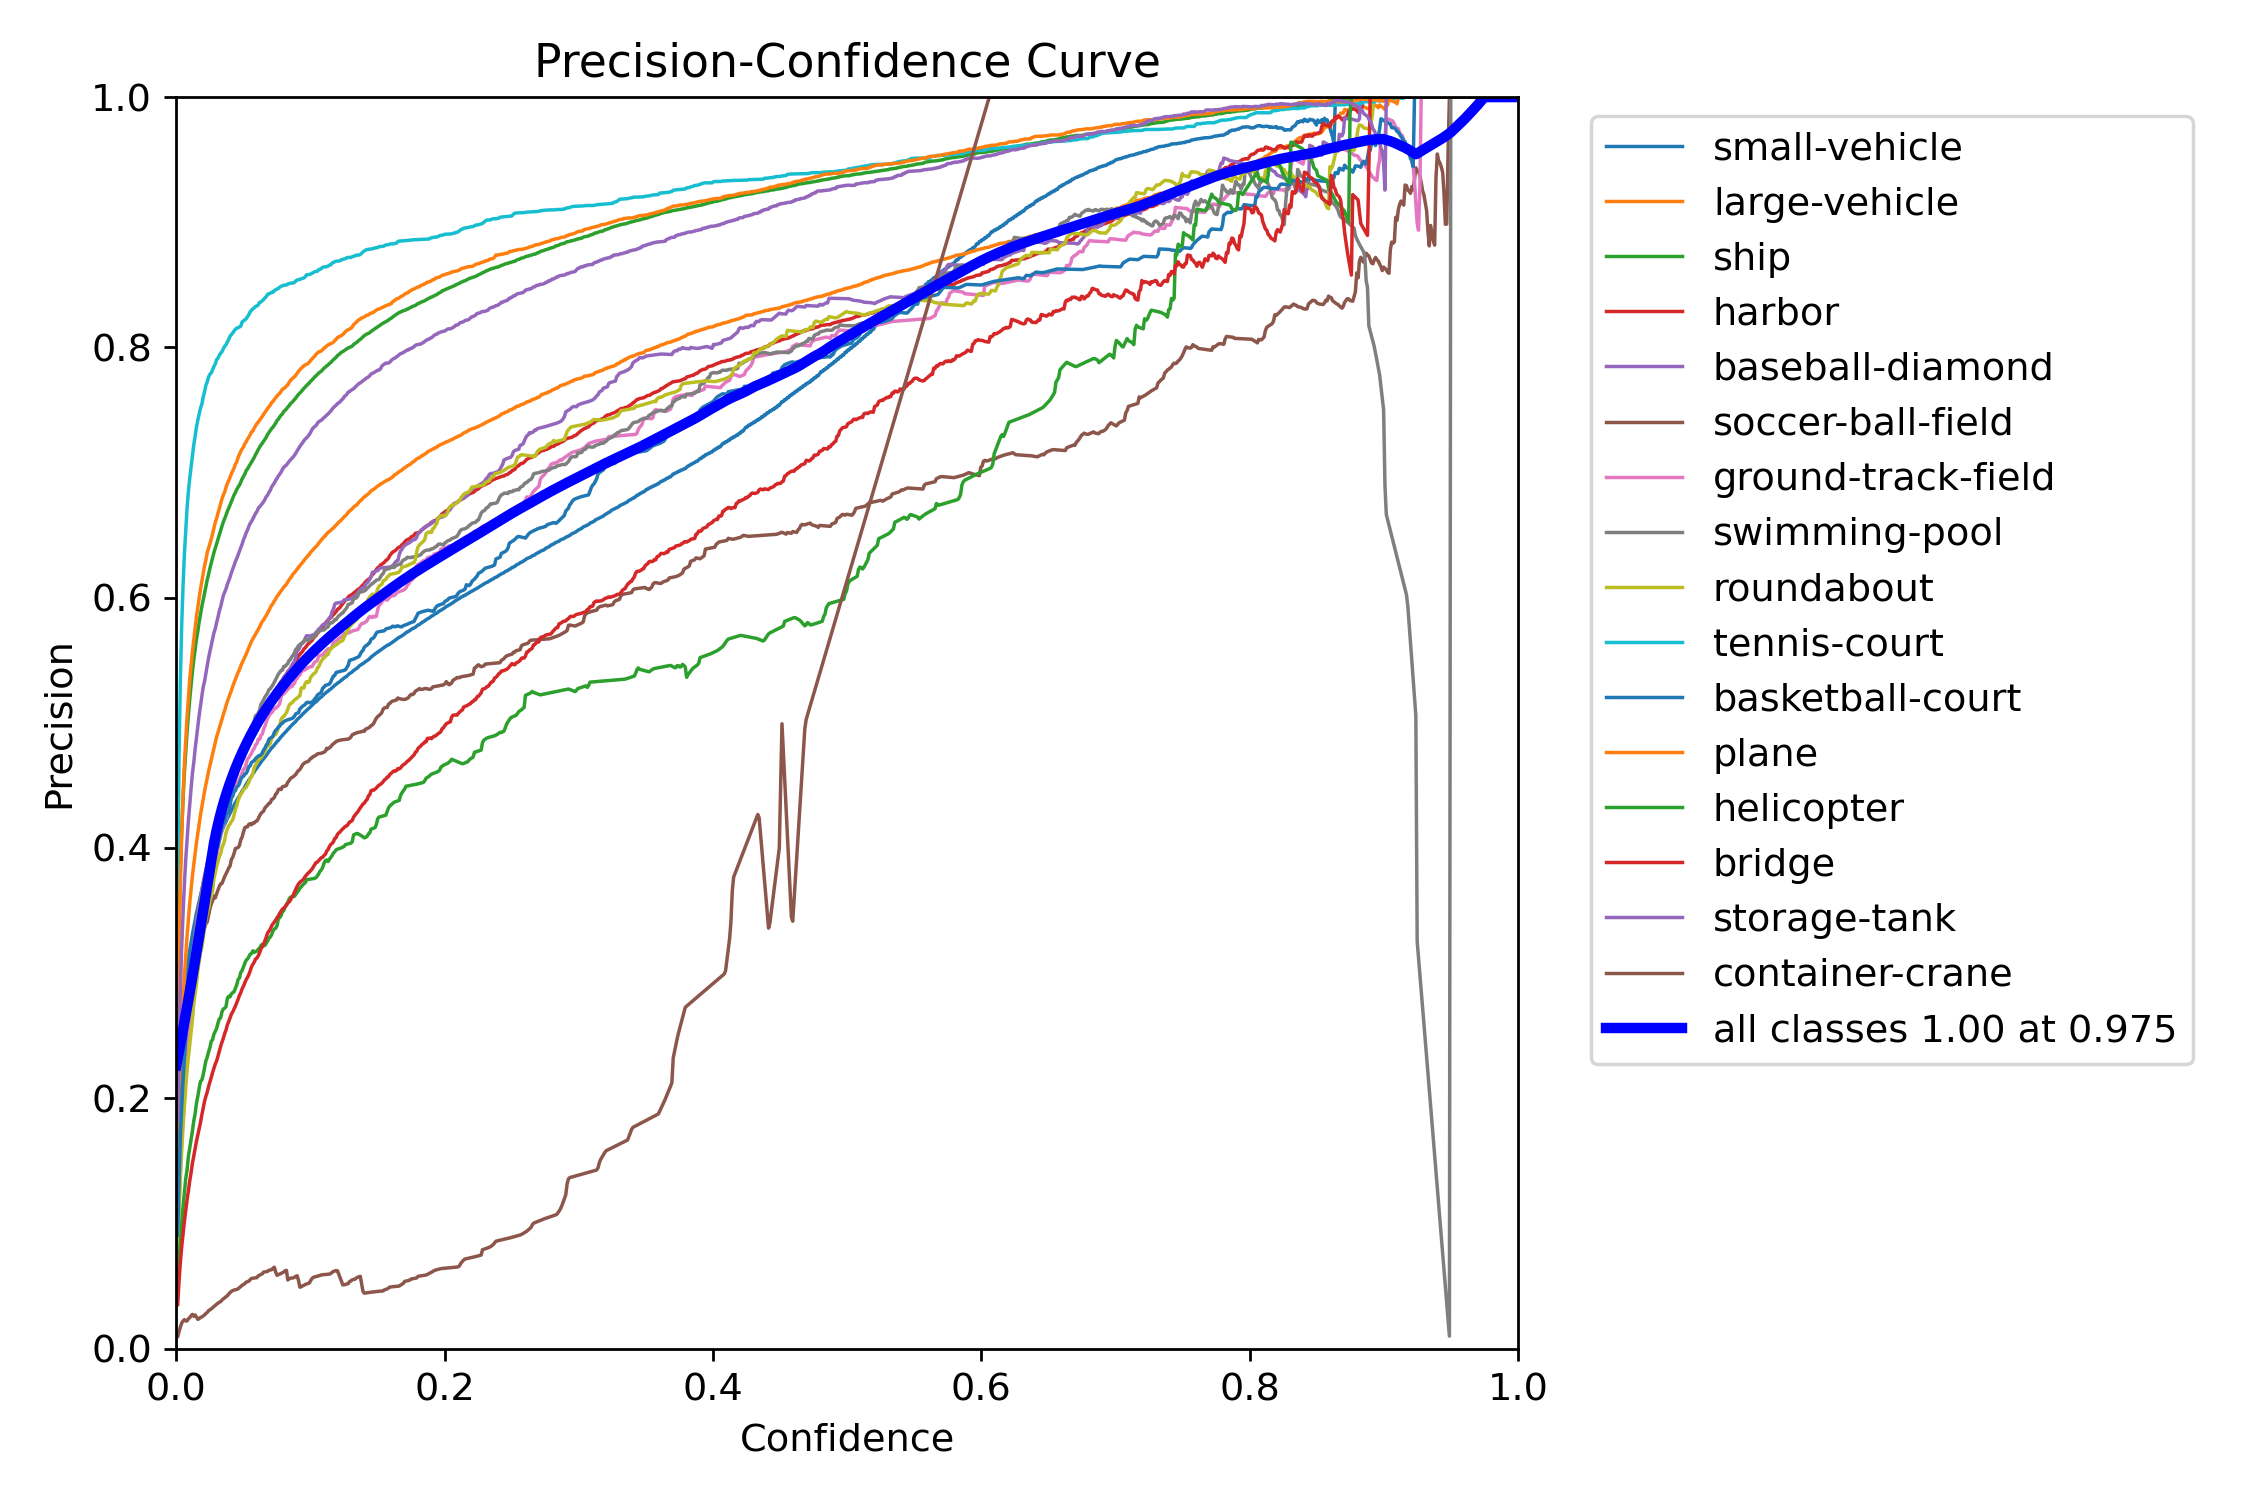 Precision-Confidence Curve
1.0
0.8
0.6
0.4
0.2
0.0
Precision
0.0 0.2 0.4 0.6 0.8 1.0
Confidence
small-vehicle
large-vehicle
ship
harbor
baseball-diamond
soccer-ball-field
ground-track-field
swimming-pool
roundabout
tennis-court
basketball-court
plane
helicopter
bridge
storage-tank
container-crane
all classes 1.00 at 0.975